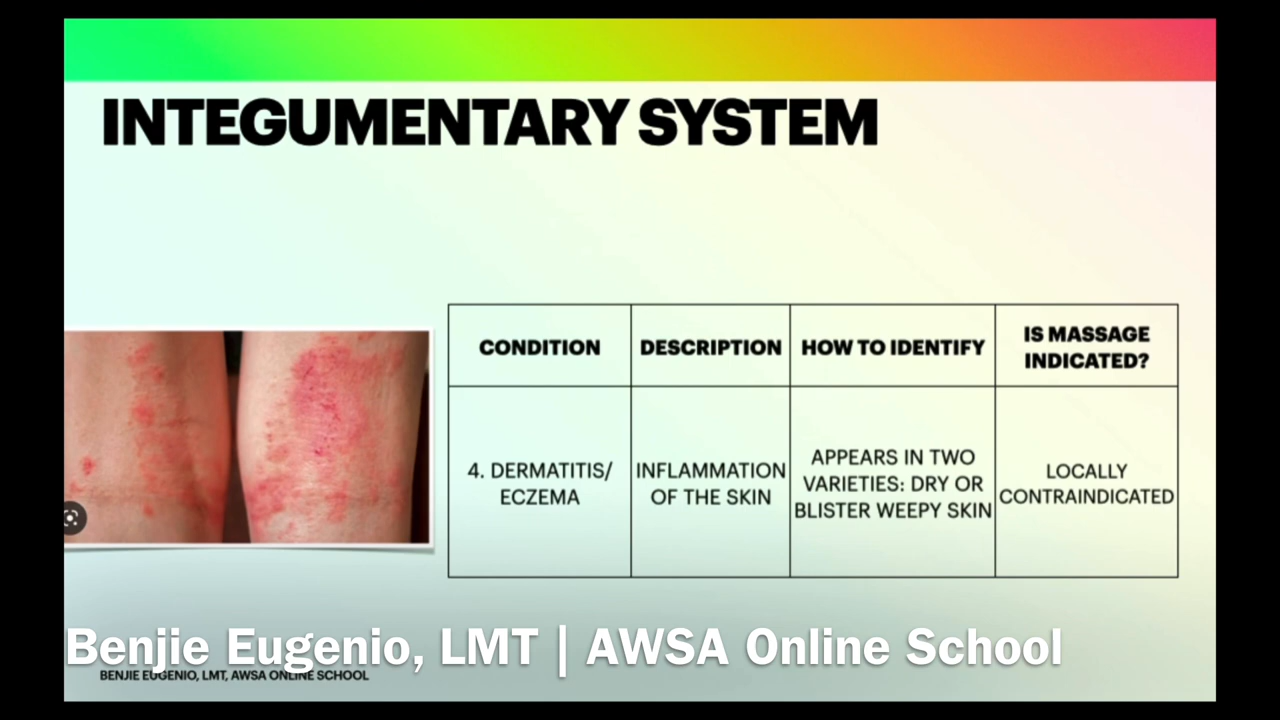 INTEGUMENTARY SYSTEM
CONDITION
DESCRIPTION
HOW TO IDENTIFY
IS MASSAGE
INDICATED?
4. DERMATITIS/
ECZEMA
INFLAMMATION
OF THE SKIN
APPEARS IN TWO
VARIETIES: DRY OR
BLISTER WEEPY SKIN
LOCALLY
CONTRAINDICATED
Benjie Eugenio, LMT | AWSA Online School
BENJIE EUGENIO, LMT, AWSA ONLINE SCHOOL